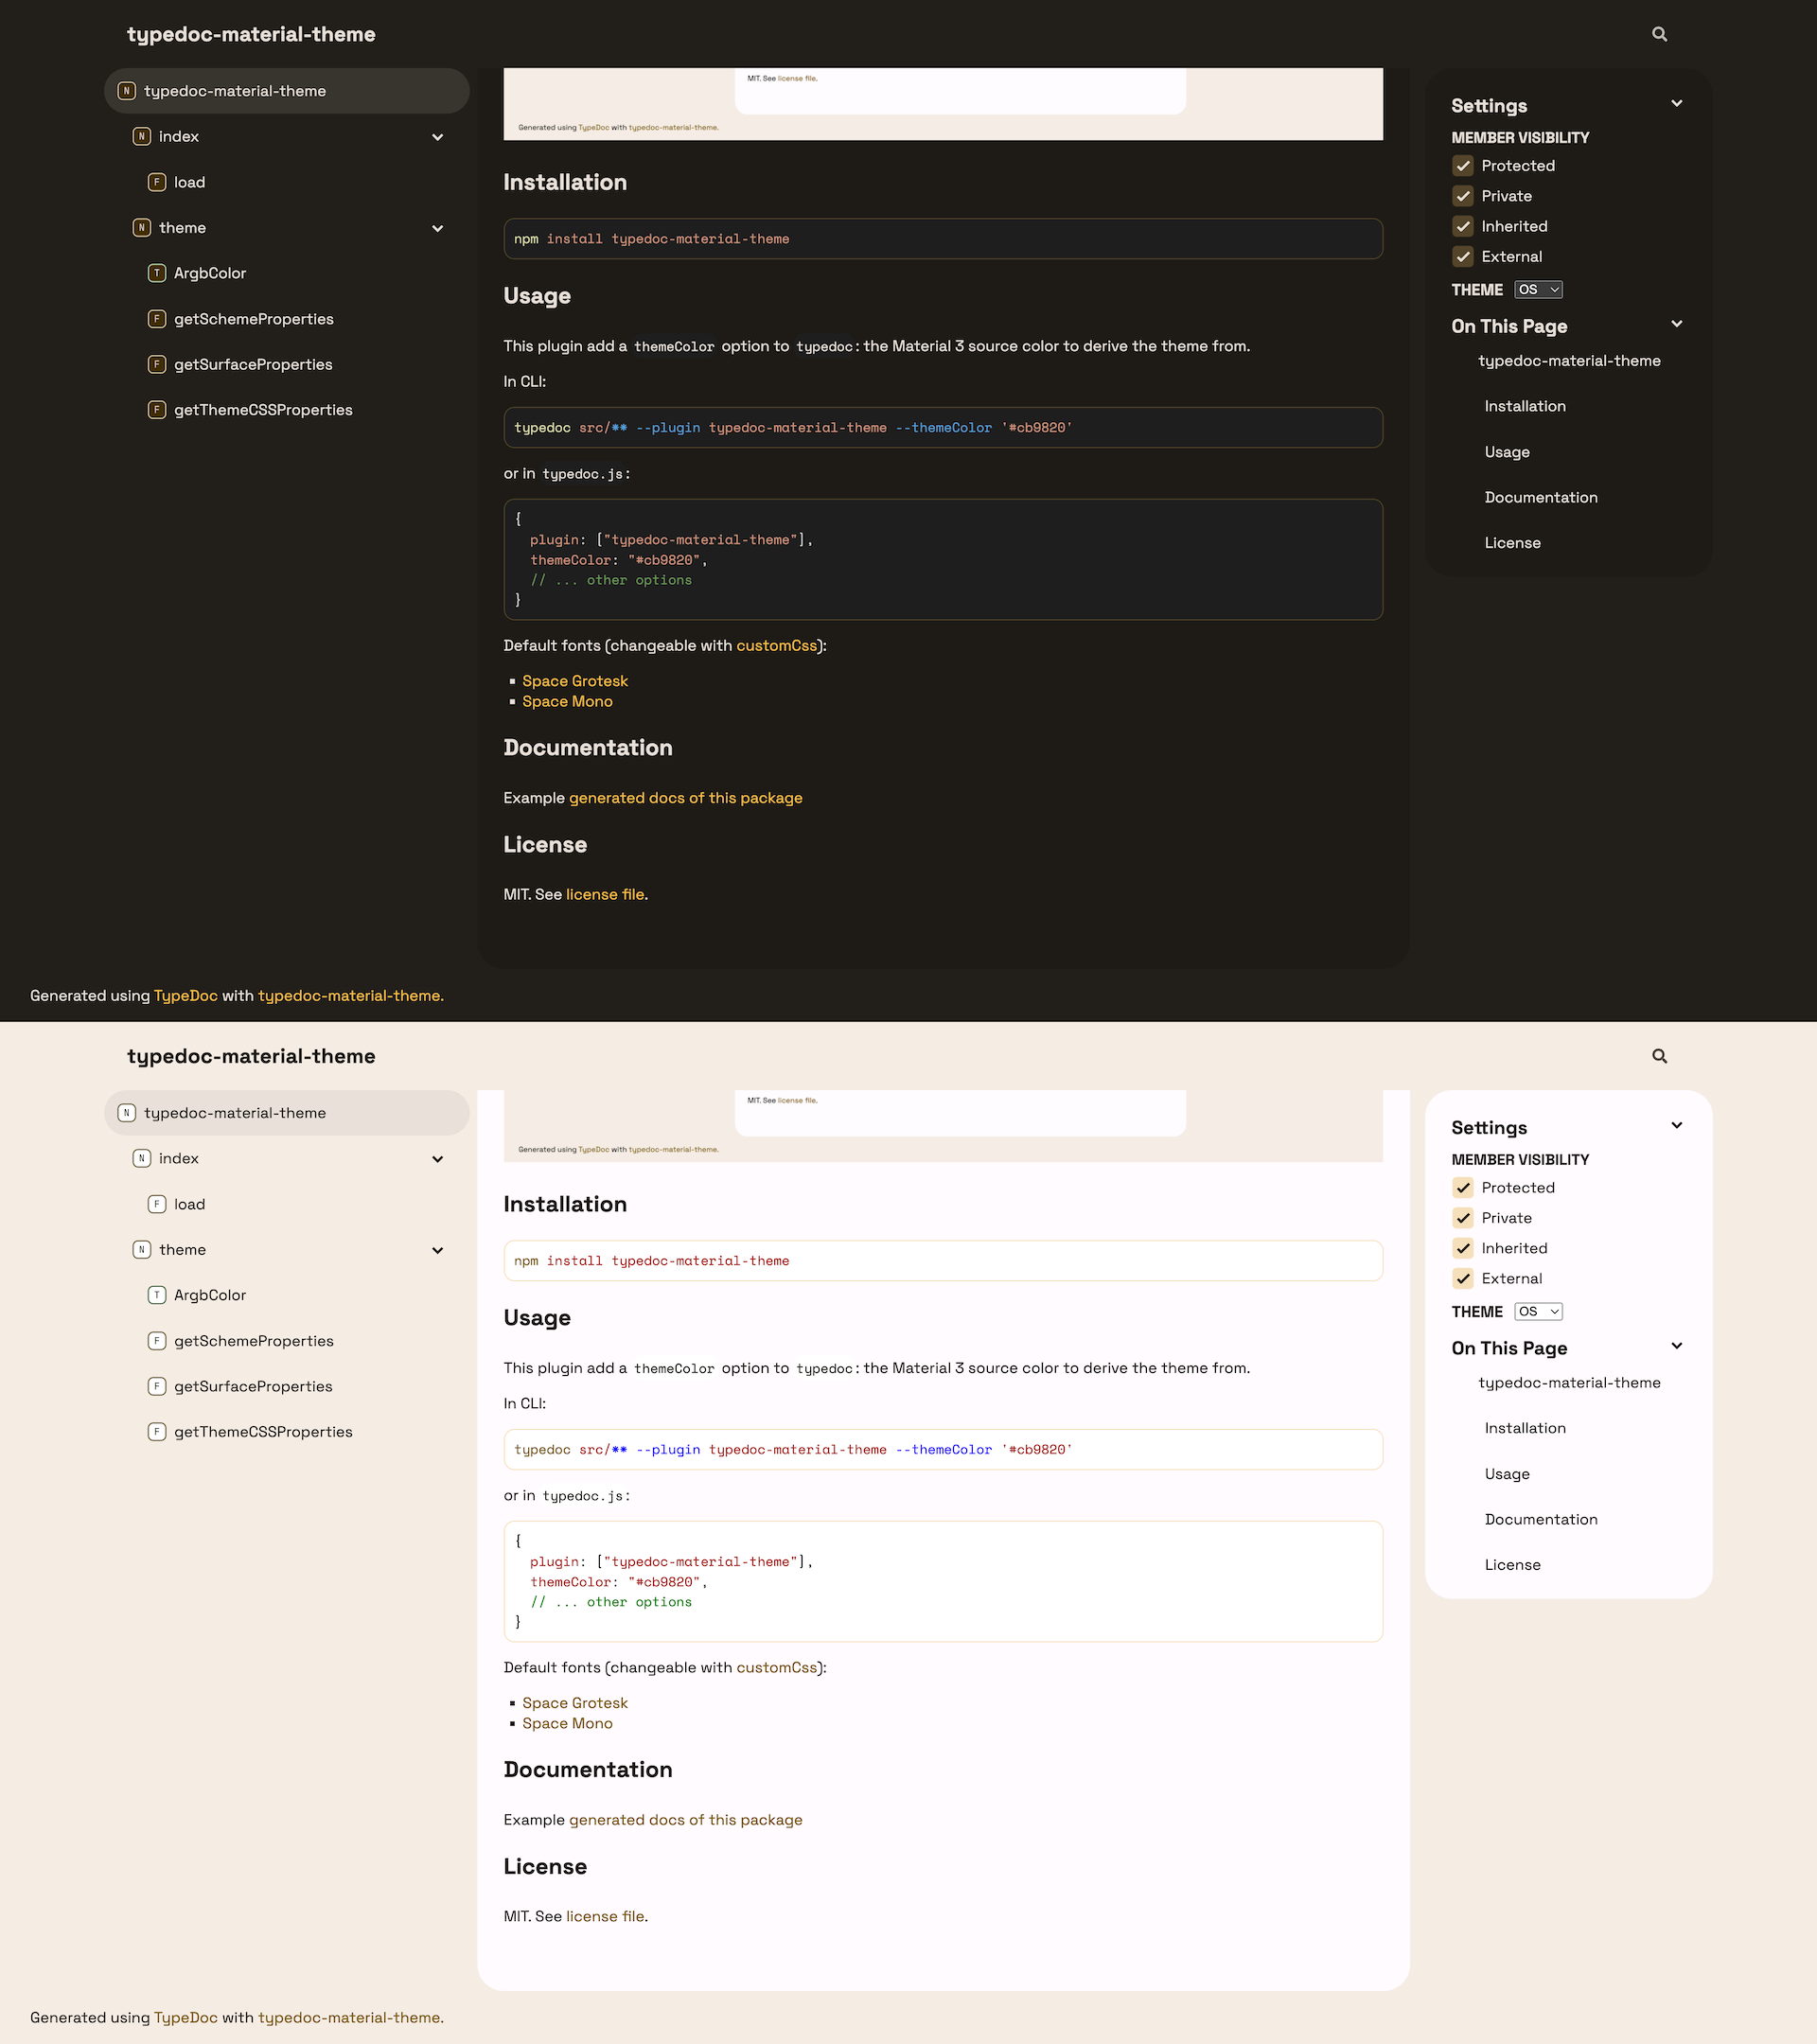 typedoc-material-theme
N typedoc-material-theme
N index
F load
N theme
T ArgbColor
F getSchemeProperties
F getSurfaceProperties
F getThemeCSSProperties
MIT. See license file.
Generated using TypeDoc with typedoc-material-theme.
Installation
npm install typedoc-material-theme
Usage
This plugin add a themeColor option to typedoc: the Material 3 source color to derive the theme from.
In CLI:
typedoc src/** --plugin typedoc-material-theme --themeColor '#cb9820'
or in typedoc.js:
{
plugin: ["typedoc-material-theme"],
themeColor: "#cb9820",
// ... other options
}
Default fonts (changeable with customCss):
▪ Space Grotesk
▪ Space Mono
Documentation
Example generated docs of this package
License
MIT. See license file.
Settings
MEMBER VISIBILITY
Protected
Private
Inherited
External
THEME OS
On This Page
typedoc-material-theme
Installation
Usage
Documentation
License
Generated using TypeDoc with typedoc-material-theme.
typedoc-material-theme
N typedoc-material-theme
N index
F load
N theme
T ArgbColor
F getSchemeProperties
F getSurfaceProperties
F getThemeCSSProperties
MIT. See license file.
Generated using TypeDoc with typedoc-material-theme.
Installation
npm install typedoc-material-theme
Usage
This plugin add a themeColor option to typedoc: the Material 3 source color to derive the theme from.
In CLI:
typedoc src/** --plugin typedoc-material-theme --themeColor '#cb9820'
or in typedoc.js:
{
plugin: ["typedoc-material-theme"],
themeColor: "#cb9820",
// ... other options
}
Default fonts (changeable with customCss):
▪ Space Grotesk
▪ Space Mono
Documentation
Example generated docs of this package
License
MIT. See license file.
Settings
MEMBER VISIBILITY
Protected
Private
Inherited
External
THEME OS
On This Page
typedoc-material-theme
Installation
Usage
Documentation
License
Generated using TypeDoc with typedoc-material-theme.